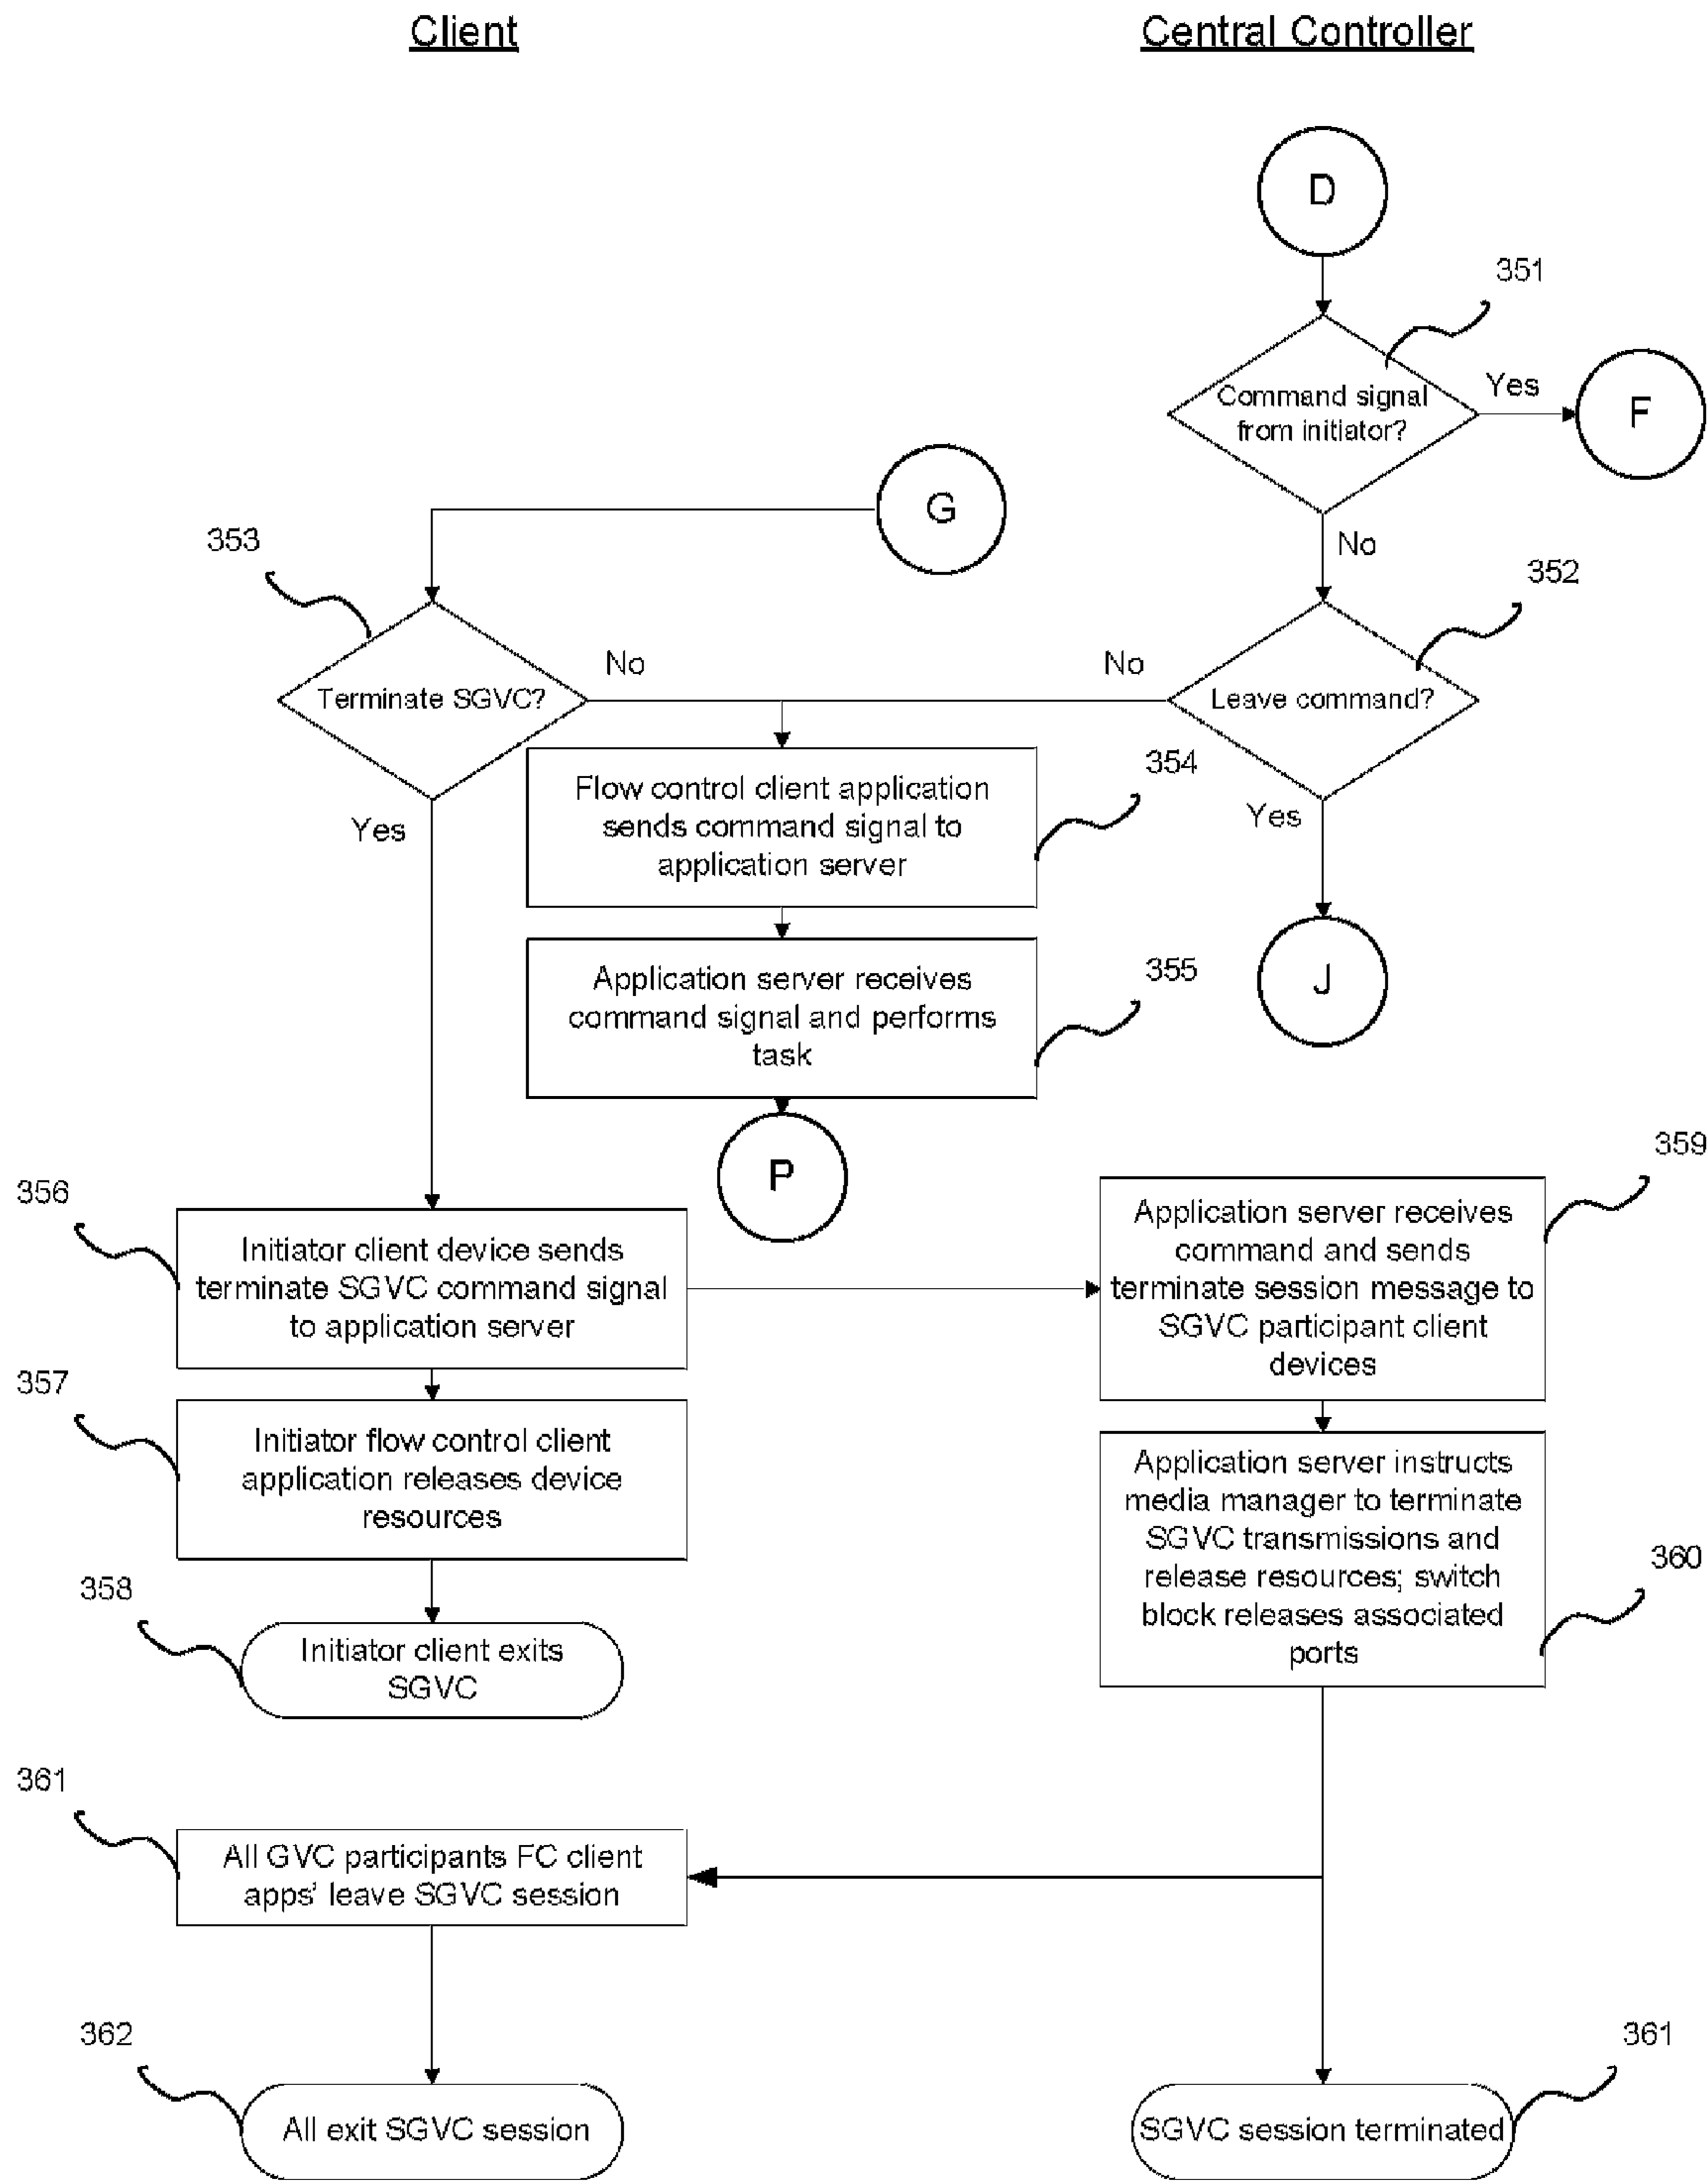 Client
Central Controller
D
351
Command signal
from initiator?
Yes
F
G
No
353
352
Terminate SGVC?
No
No
Leave command?
Yes
354
Flow control client application
sends command signal to
application server
Yes
355
Application server receives
command signal and performs
task
J
P
356
Initiator client device sends
terminate SGVC command signal
to application server
359
Application server receives
command and sends
terminate session message to
SGVC participant client
devices
357
Initiator flow control client
application releases device
resources
Application server instructs
media manager to terminate
SGVC transmissions and
release resources; switch
block releases associated
ports
360
358
Initiator client exits
SGVC
361
All GVC participants FC client
apps' leave SGVC session
362
All exit SGVC session
361
SGVC session terminated